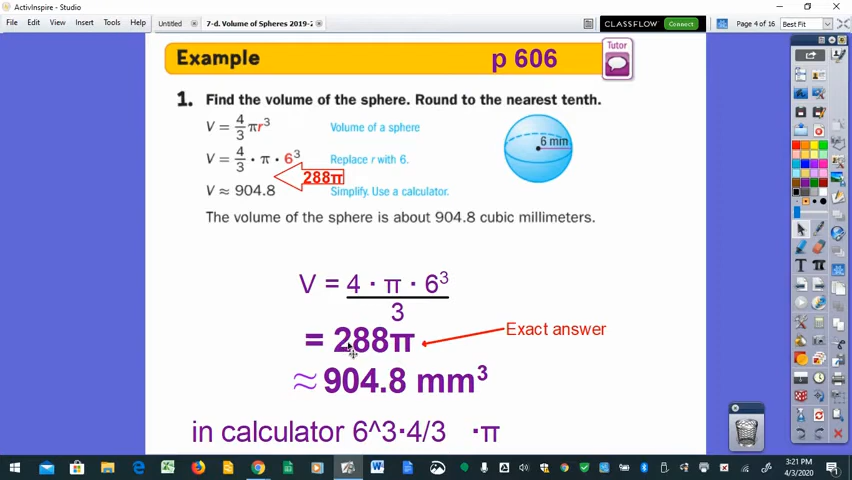 ActivInspire - Studio
File Edit View Insert Tools Help
Untitled
7-d. Volume of Spheres 2019-2
CLASSFLOW Connect
Page 4 of 16
Best Fit
Example
p 606
Tutor
1. Find the volume of the sphere. Round to the nearest tenth.
V = 4/3 πr³ Volume of a sphere
V = 4/3 · π · 6³ Replace r with 6.
288π
V ≈ 904.8 Simplify. Use a calculator.
6 mm
The volume of the sphere is about 904.8 cubic millimeters.
V = 4 · π · 6³
3
= 288π
Exact answer
≈ 904.8 mm³
in calculator 6^3·4/3 ·π
3:21 PM
4/3/2020